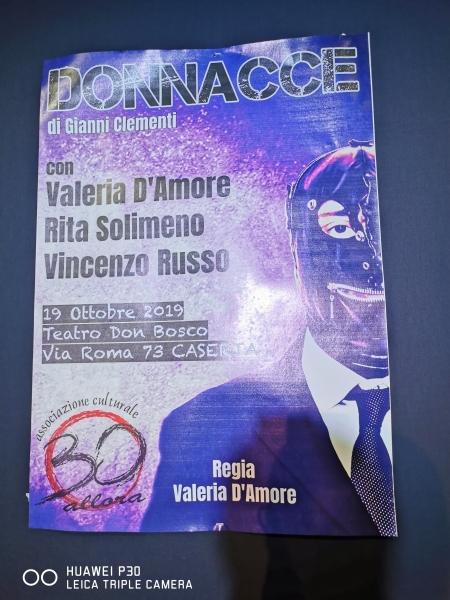 DONNACCE
di Gianni Clementi
con
Valeria D'Amore
Rita Solimeno
Vincenzo Russo
19 Ottobre 2019
Teatro Don Bosco
Via Roma 73 CASERTA
associazione culturale
30
allora
Regia
Valeria D'Amore
HUAWEI P30
LEICA TRIPLE CAMERA